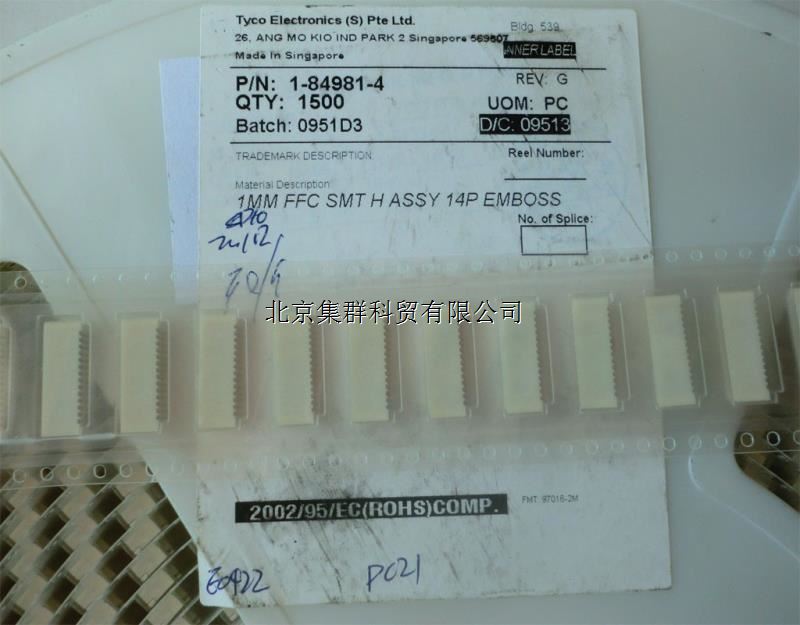 Tyco Electronics (S) Pte Ltd.
Bldg. 539
26, ANG MO KIO IND PARK 2 Singapore 569507
INNER LABEL
Made In Singapore
P/N: 1-84981-4
REV: G
QTY: 1500
UOM: PC
Batch: 0951D3
D/C: 09513
TRADEMARK DESCRIPTION
Reel Number:
Material Description
1MM FFC SMT H ASSY 14P EMBOSS
No. of Splice:
北京集群科贸有限公司
2002/95/EC(ROHS)COMP.
FMT. 97016-2M
E0922
P021